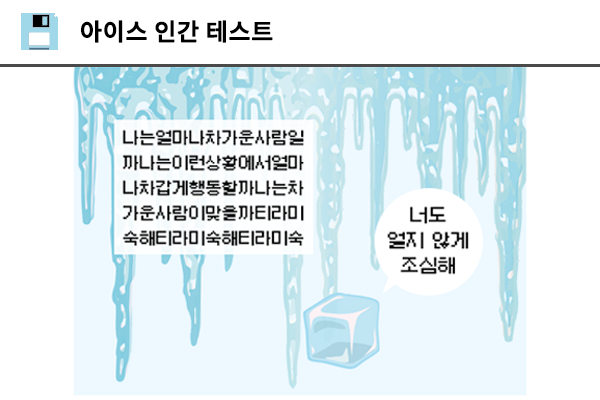 아이스 인간 테스트
나는얼마나차가운사람일
까나는이런상황에서얼마
나차갑게행동할까나는차
가운사람이맞을까티라미
숙해티라미숙해티라미숙
너도
얼지 않게
조심해